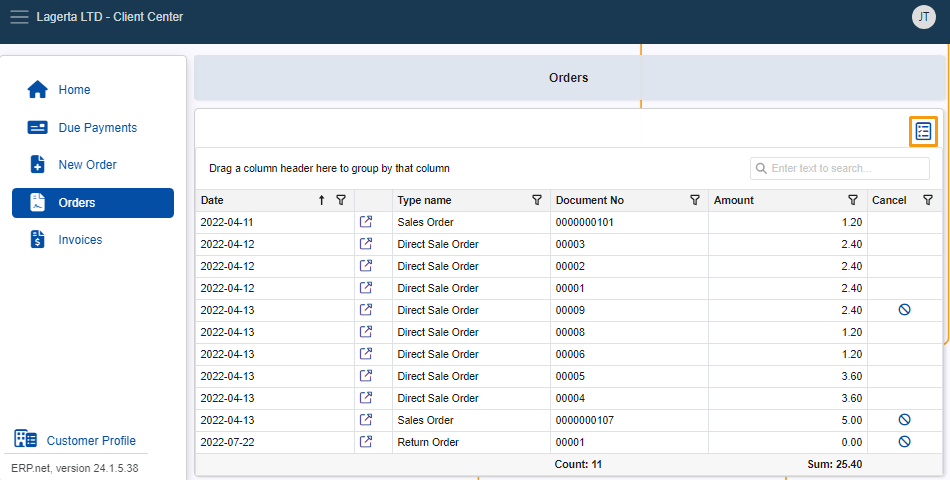 Lagerta LTD - Client Center
JT
Home
Due Payments
New Order
Orders
Invoices
Customer Profile
ERP.net, version 24.1.5.38
Orders
Drag a column header here to group by that column
Enter text to search...
Date Type name Document No Amount Cancel
2022-04-11 Sales Order 0000000101 1.20
2022-04-12 Direct Sale Order 00003 2.40
2022-04-12 Direct Sale Order 00002 2.40
2022-04-12 Direct Sale Order 00001 2.40
2022-04-13 Direct Sale Order 00009 2.40
2022-04-13 Direct Sale Order 00008 1.20
2022-04-13 Direct Sale Order 00006 1.20
2022-04-13 Direct Sale Order 00005 3.60
2022-04-13 Direct Sale Order 00004 3.60
2022-04-13 Sales Order 0000000107 5.00
2022-07-22 Return Order 00001 0.00
Count: 11 Sum: 25.40